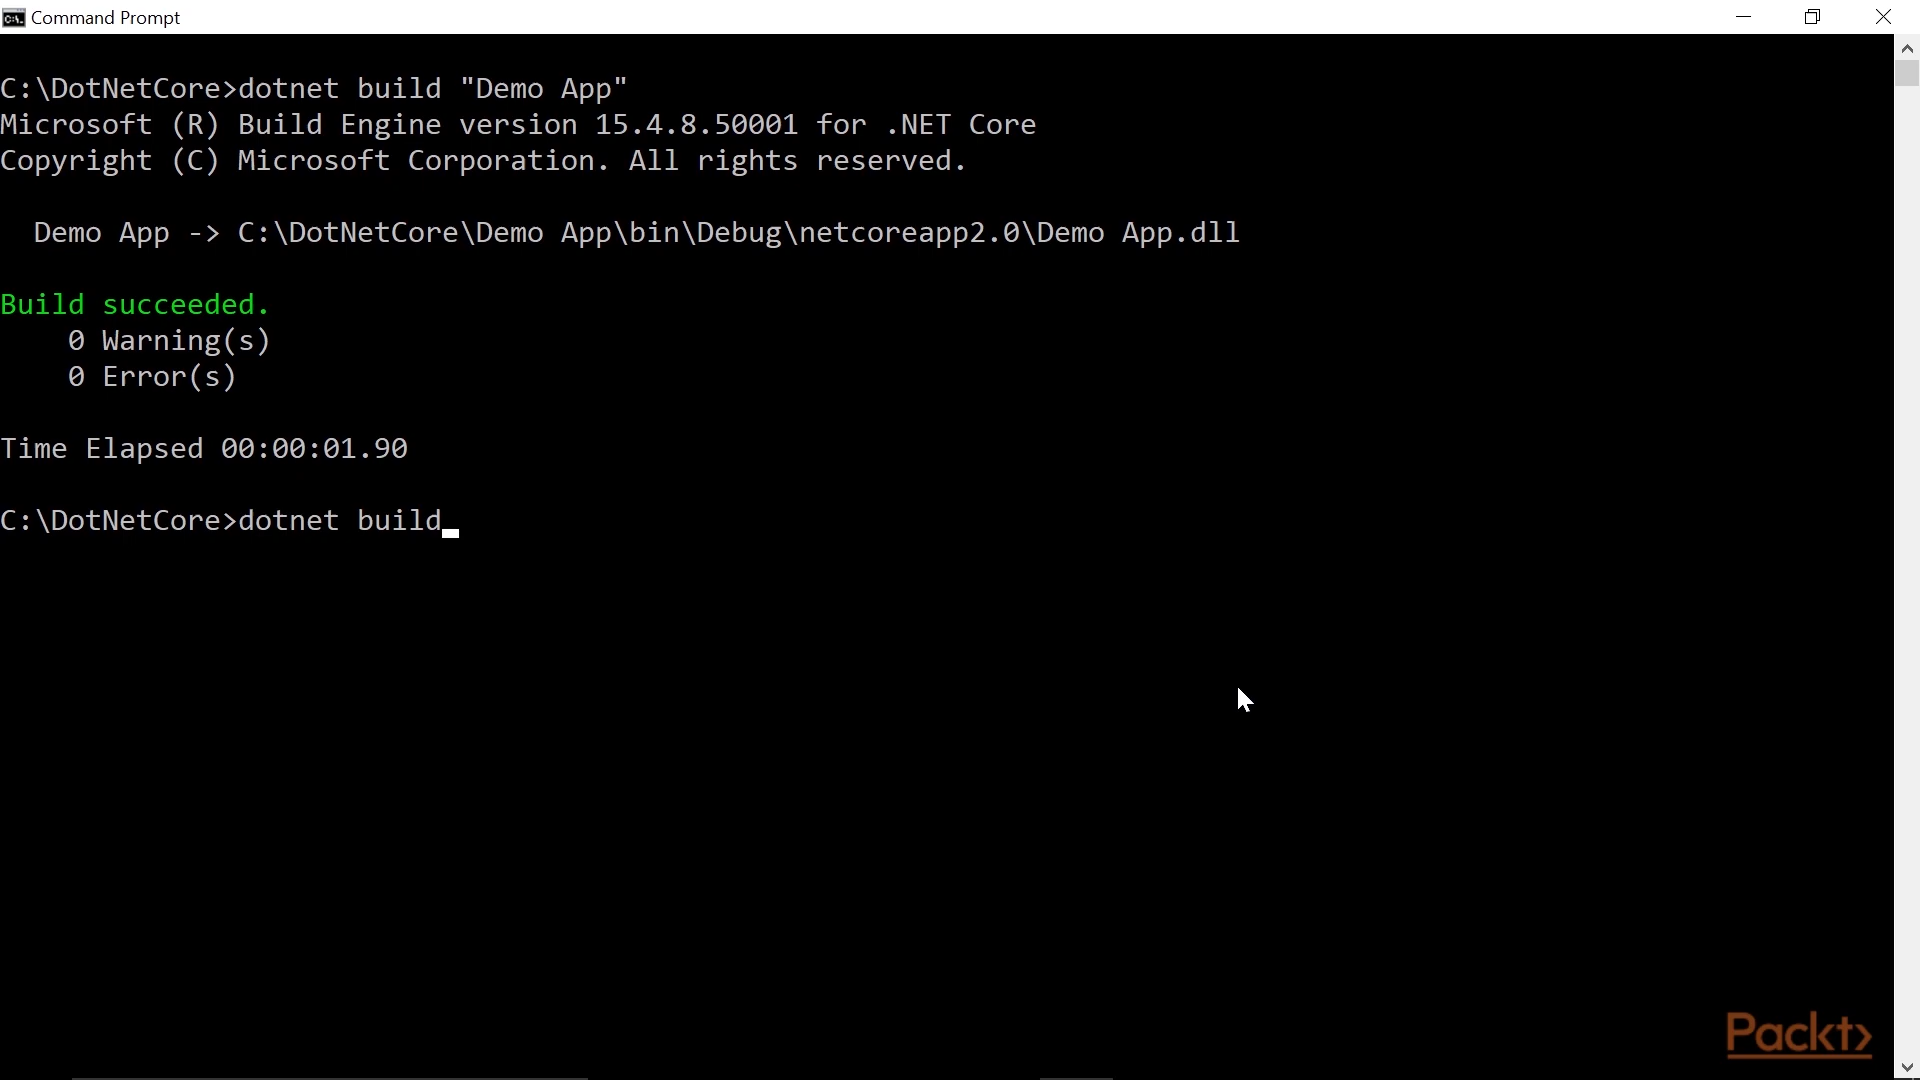 Command Prompt
C:\DotNetCore>dotnet build "Demo App"
Microsoft (R) Build Engine version 15.4.8.50001 for .NET Core
Copyright (C) Microsoft Corporation. All rights reserved.
  Demo App -> C:\DotNetCore\Demo App\bin\Debug\netcoreapp2.0\Demo App.dll
Build succeeded.
    0 Warning(s)
    0 Error(s)
Time Elapsed 00:00:01.90
C:\DotNetCore>dotnet build_
Packt>